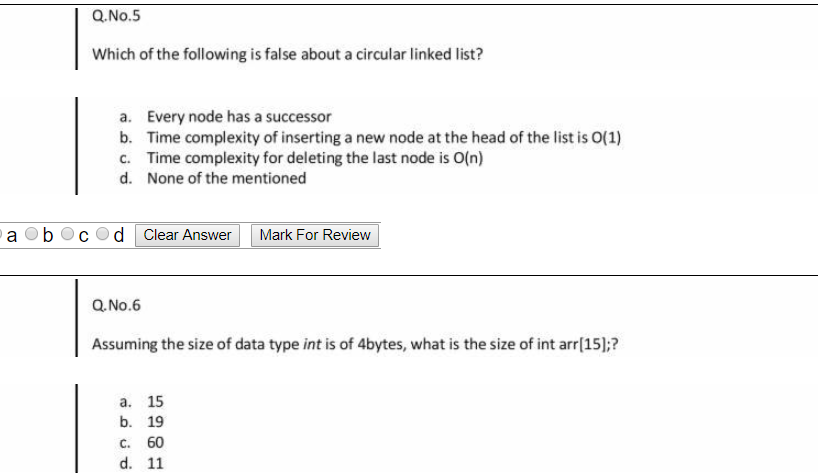 Q.No.5
Which of the following is false about a circular linked list?
a. Every node has a successor
b. Time complexity of inserting a new node at the head of the list is O(1)
c. Time complexity for deleting the last node is O(n)
d. None of the mentioned
a b c d Clear Answer Mark For Review
Q.No.6
Assuming the size of data type int is of 4bytes, what is the size of int arr[15];?
a. 15
b. 19
c. 60
d. 11